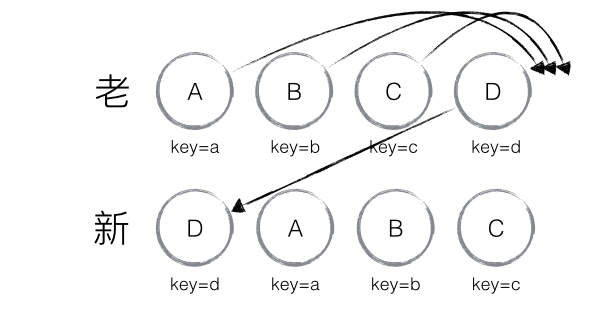 老 A B C D
key=a key=b key=c key=d
新 D A B C
key=d key=a key=b key=c